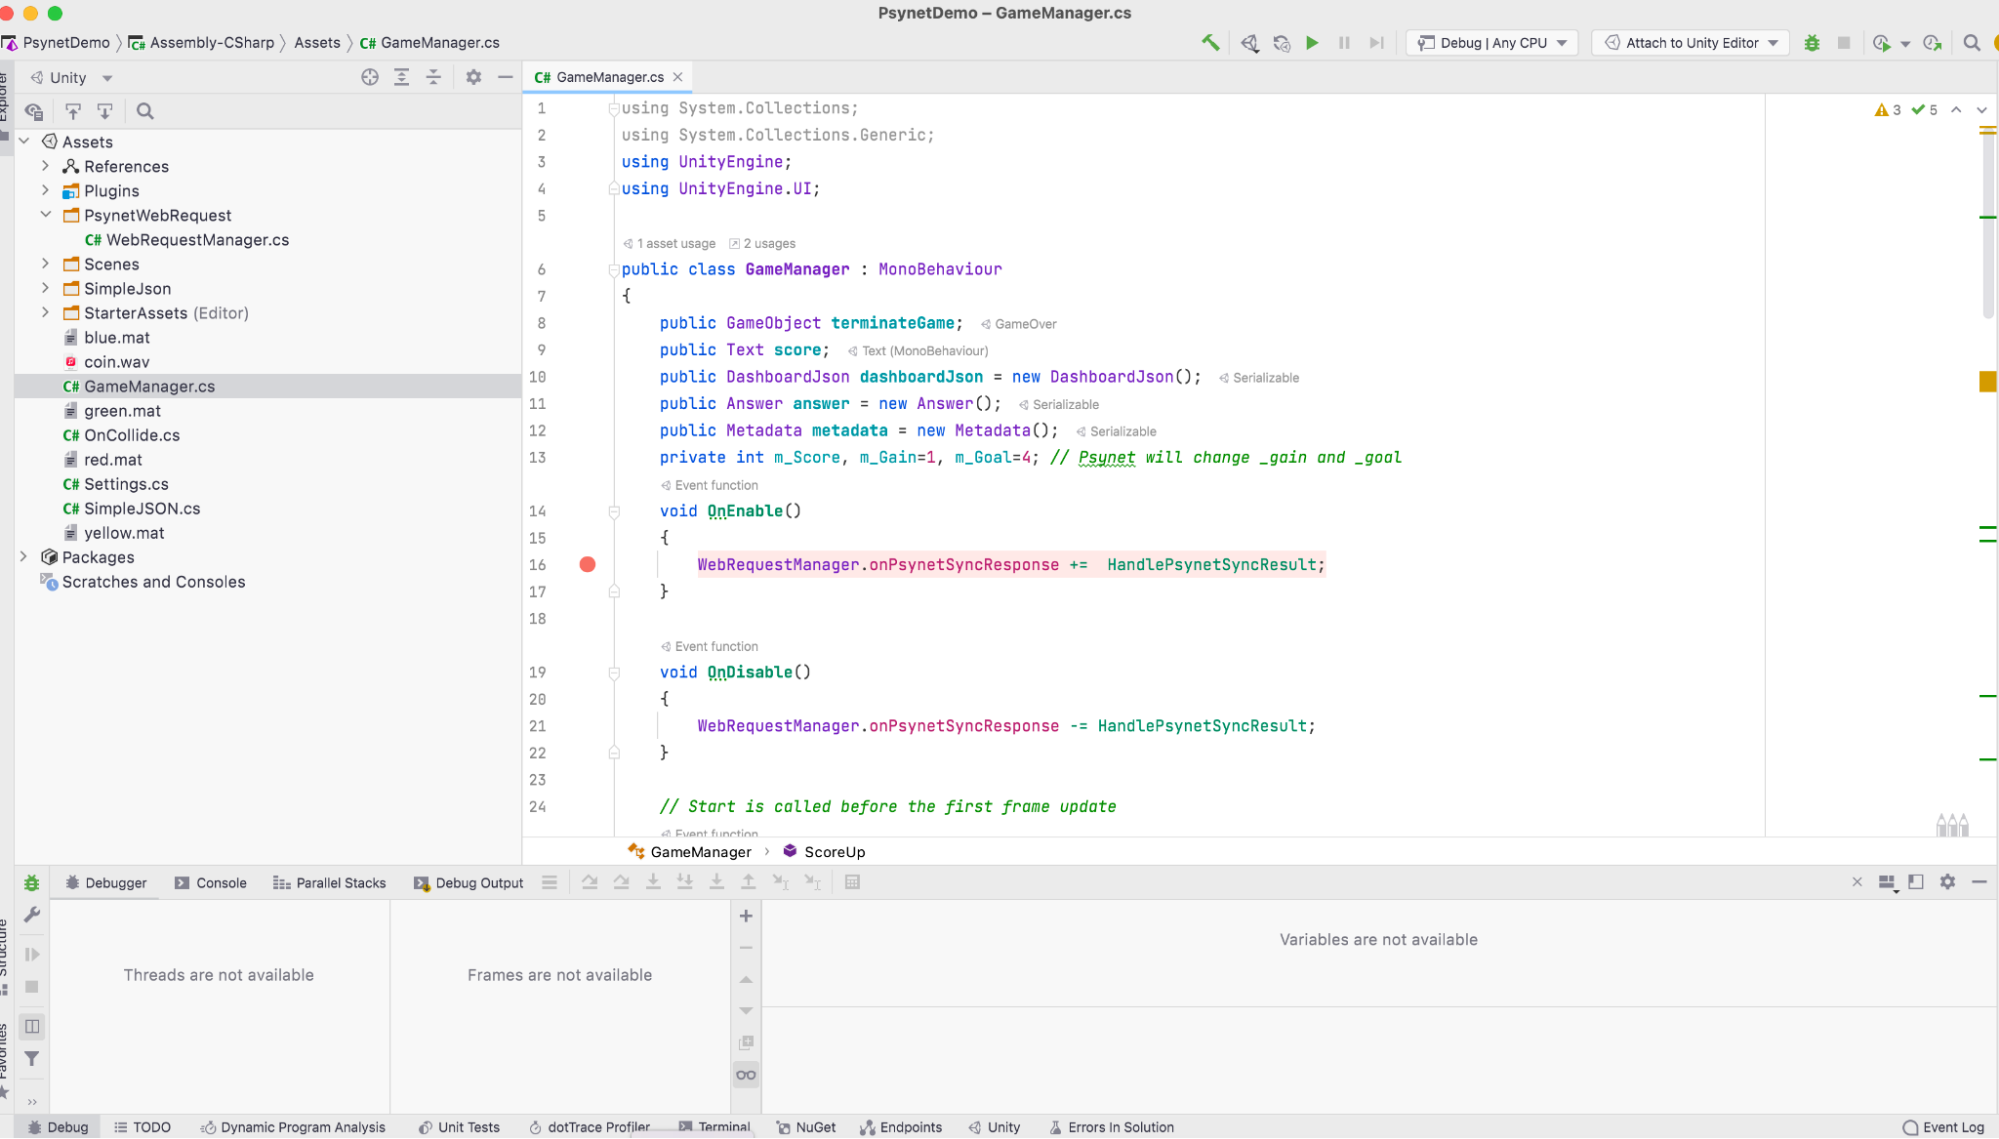 PsynetDemo – GameManager.cs
PsynetDemo Assembly-CSharp Assets C# GameManager.cs
Debug | Any CPU Attach to Unity Editor
Explorer
Unity
C# GameManager.cs
Assets
References
Plugins
PsynetWebRequest
C# WebRequestManager.cs
Scenes
SimpleJson
StarterAssets (Editor)
blue.mat
coin.wav
C# GameManager.cs
green.mat
C# OnCollide.cs
red.mat
C# Settings.cs
C# SimpleJSON.cs
yellow.mat
Packages
Scratches and Consoles
3 5
1 using System.Collections;
2 using System.Collections.Generic;
3 using UnityEngine;
4 using UnityEngine.UI;
5
1 asset usage 2 usages
6 public class GameManager : MonoBehaviour
7 {
8 public GameObject terminateGame; GameOver
9 public Text score; Text (MonoBehaviour)
10 public DashboardJson dashboardJson = new DashboardJson(); Serializable
11 public Answer answer = new Answer(); Serializable
12 public Metadata metadata = new Metadata(); Serializable
13 private int m_Score, m_Gain=1, m_Goal=4; // Psynet will change _gain and _goal
Event function
14 void OnEnable()
15 {
16 WebRequestManager.onPsynetSyncResponse += HandlePsynetSyncResult;
17 }
18
Event function
19 void OnDisable()
20 {
21 WebRequestManager.onPsynetSyncResponse -= HandlePsynetSyncResult;
22 }
23
24 // Start is called before the first frame update
Event function
GameManager ScoreUp
Debugger Console Parallel Stacks Debug Output
Structure
Favorites
Threads are not available
Frames are not available
Variables are not available
Debug TODO Dynamic Program Analysis Unit Tests dotTrace Profiler Terminal NuGet Endpoints Unity Errors In Solution Event Log